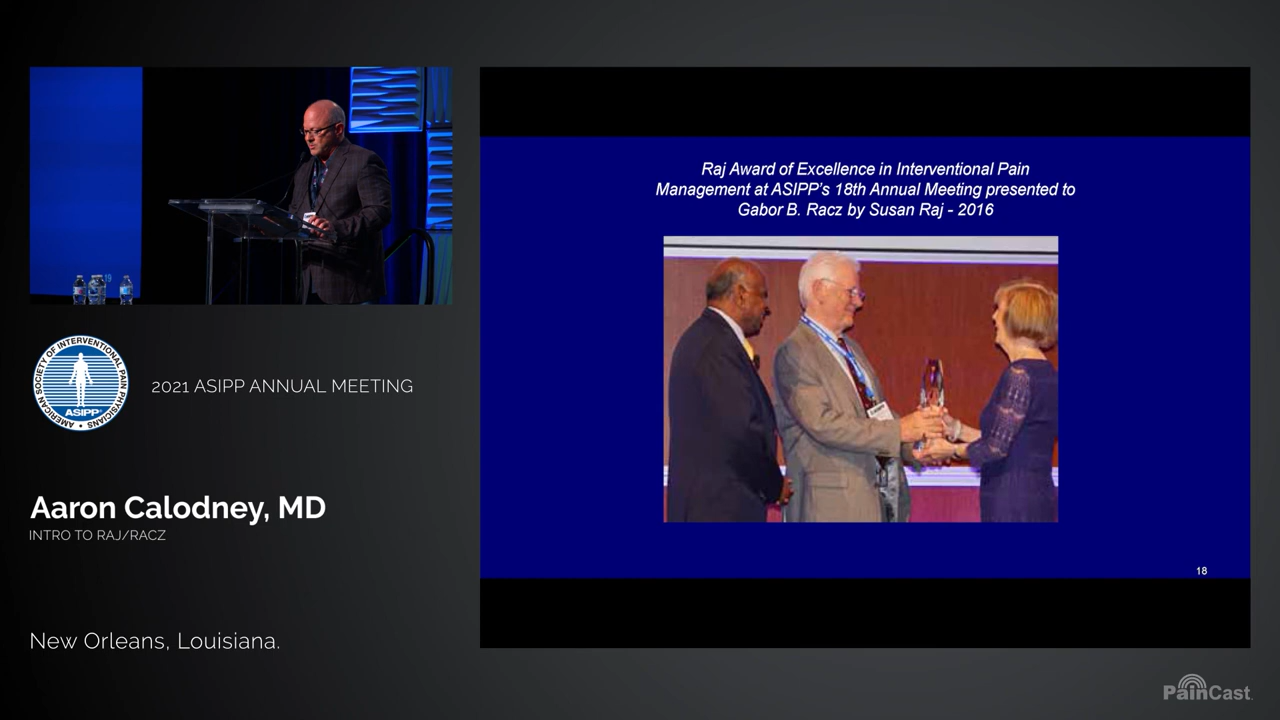 Raj Award of Excellence in Interventional Pain
Management at ASIPP's 18th Annual Meeting presented to
Gabor B. Racz by Susan Raj - 2016
18
AMERICAN SOCIETY OF INTERVENTIONAL PAIN PHYSICIANS
ASIPP
2021 ASIPP ANNUAL MEETING
Aaron Calodney, MD
INTRO TO RAJ/RACZ
New Orleans, Louisiana.
PainCast